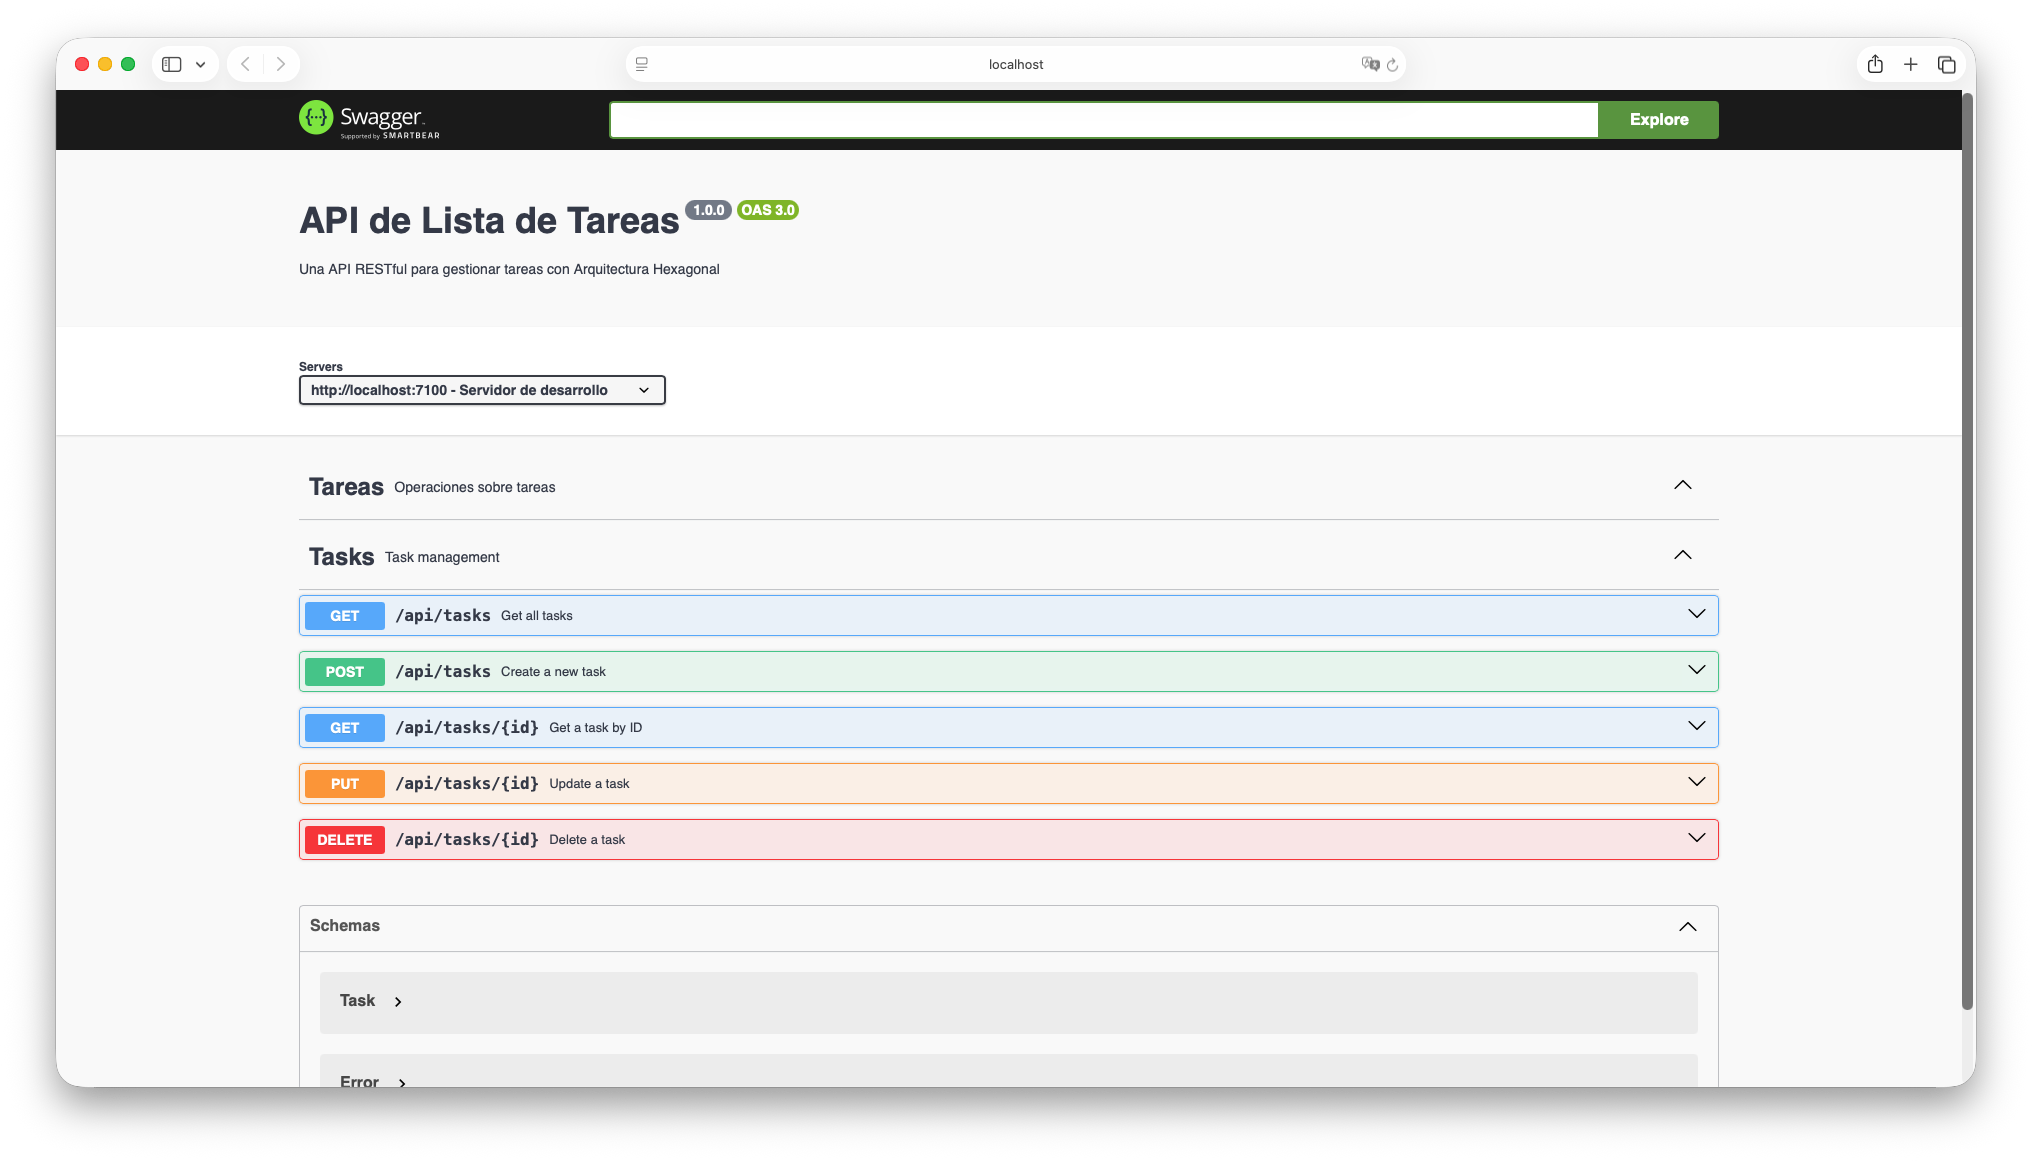 localhost
Swagger
Supported by SMARTBEAR
Explore
API de Lista de Tareas 1.0.0 OAS 3.0
Una API RESTful para gestionar tareas con Arquitectura Hexagonal
Servers
http://localhost:7100 - Servidor de desarrollo
Tareas Operaciones sobre tareas
Tasks Task management
GET /api/tasks Get all tasks
POST /api/tasks Create a new task
GET /api/tasks/{id} Get a task by ID
PUT /api/tasks/{id} Update a task
DELETE /api/tasks/{id} Delete a task
Schemas
Task
Error